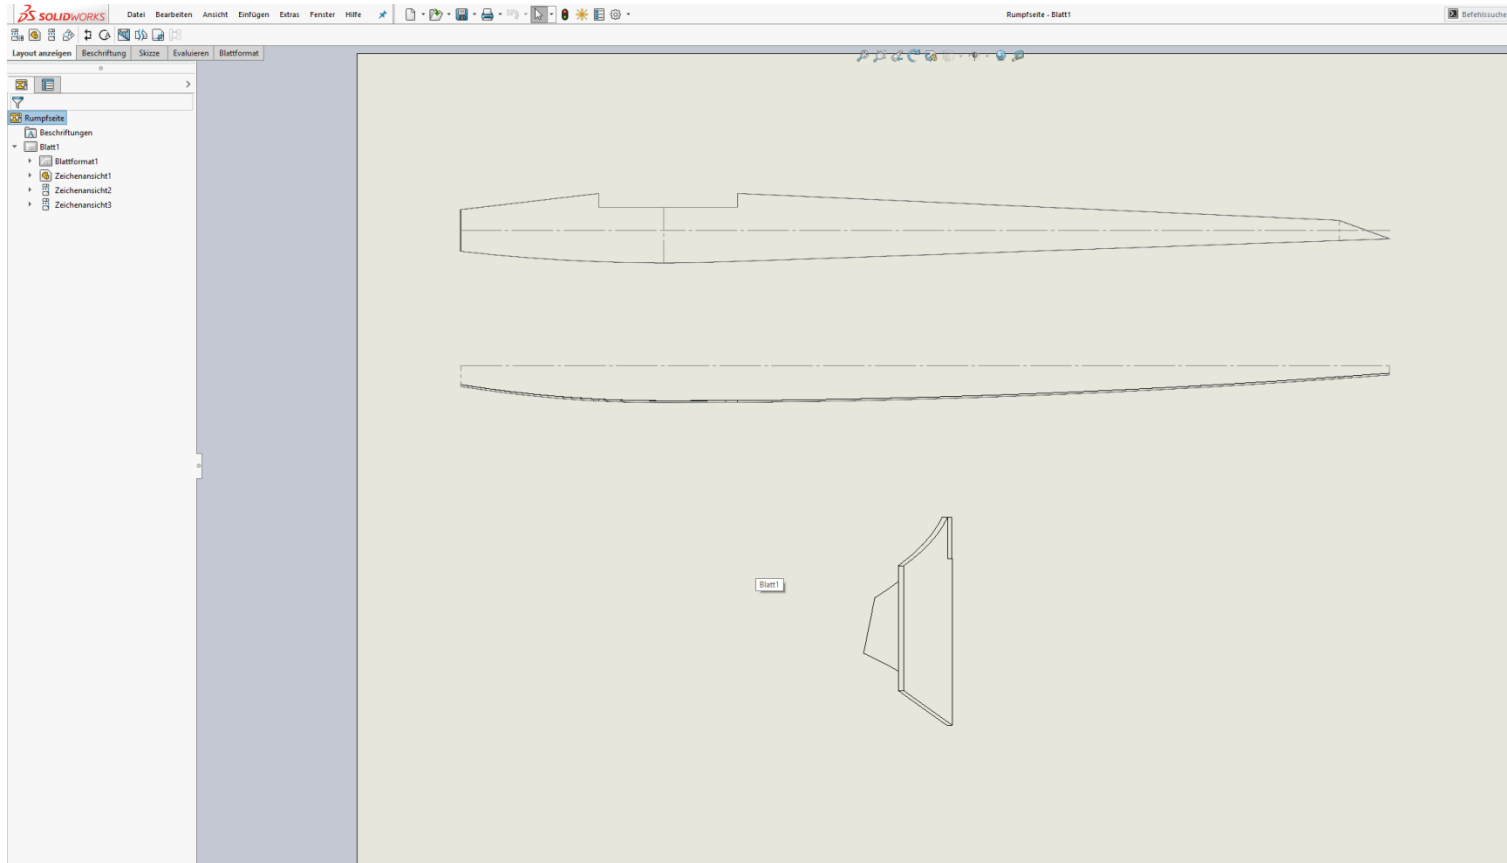 SOLIDWORKS Datei Bearbeiten Ansicht Einfügen Extras Fenster Hilfe Rumpfseite - Blatt1 Befehlssuche
Layout anzeigen Beschriftung Skizze Evaluieren Blattformat
Rumpfseite
Beschriftungen
Blatt1
Blattformat1
Zeichenansicht1
Zeichenansicht2
Zeichenansicht3
Blatt1